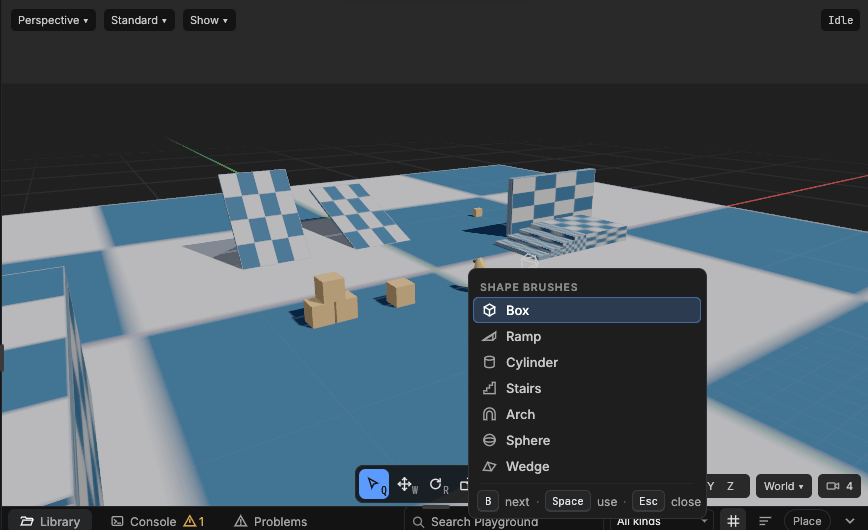 Perspective Standard Show Idle
SHAPE BRUSHES
Box
Ramp
Cylinder
Stairs
Arch
Sphere
Wedge
B next · Space use · Esc close
Q W R Y Z World 4
Library Console 1 Problems Search Playground All kinds Place